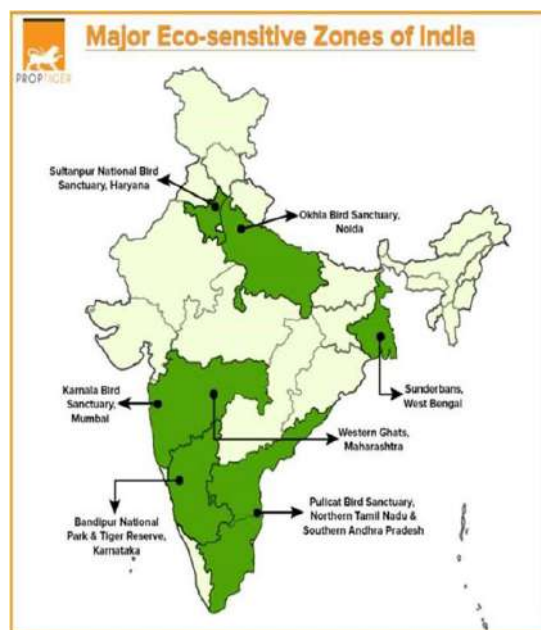 Major Eco-sensitive Zones of India
PROPTIGER
Sultanpur National Bird
Sanctuary, Haryana
Okhla Bird Sanctuary,
Noida
Karnala Bird
Sanctuary,
Mumbai
Sunderbans,
West Bengal
Western Ghats,
Maharashtra
Bandipur National
Park & Tiger Reserve,
Karnataka
Pulicat Bird Sanctuary,
Northern Tamil Nadu &
Southern Andhra Pradesh